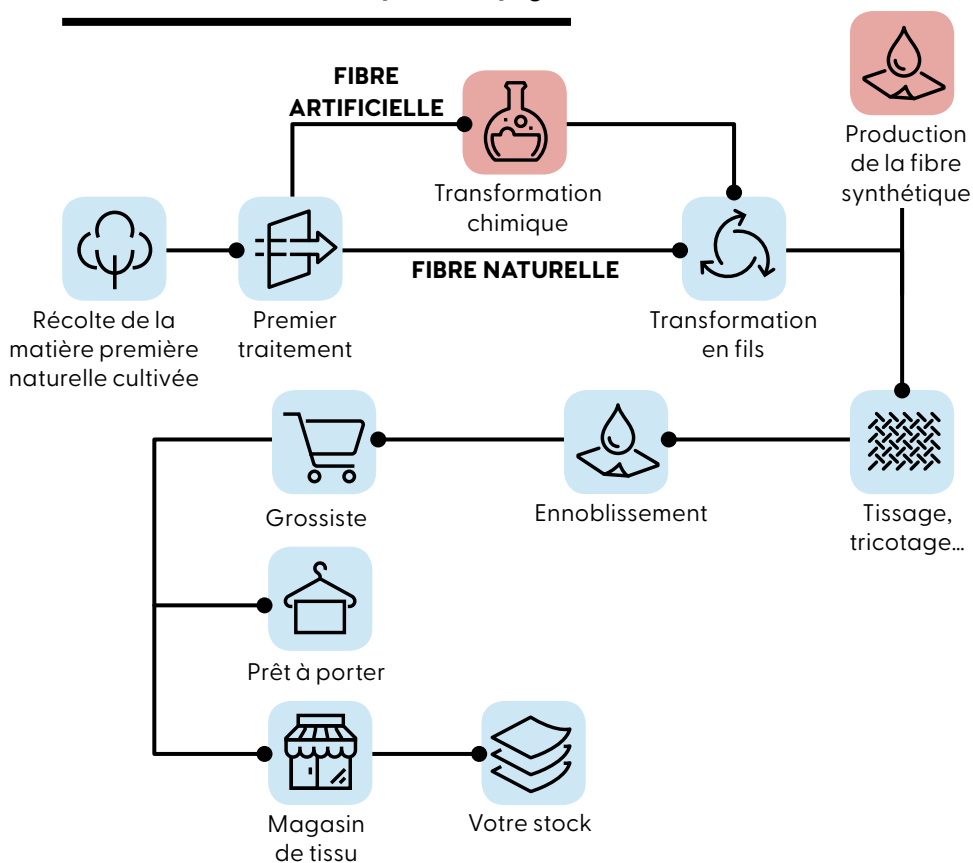 FIBRE
ARTIFICIELLE
Transformation
chimique
Production
de la fibre
synthétique
FIBRE NATURELLE
Récolte de la
matière première
naturelle cultivée
Premier
traitement
Transformation
en fils
Grossiste
Ennoblissement
Tissage,
tricotage...
Prêt à porter
Magasin
de tissu
Votre stock